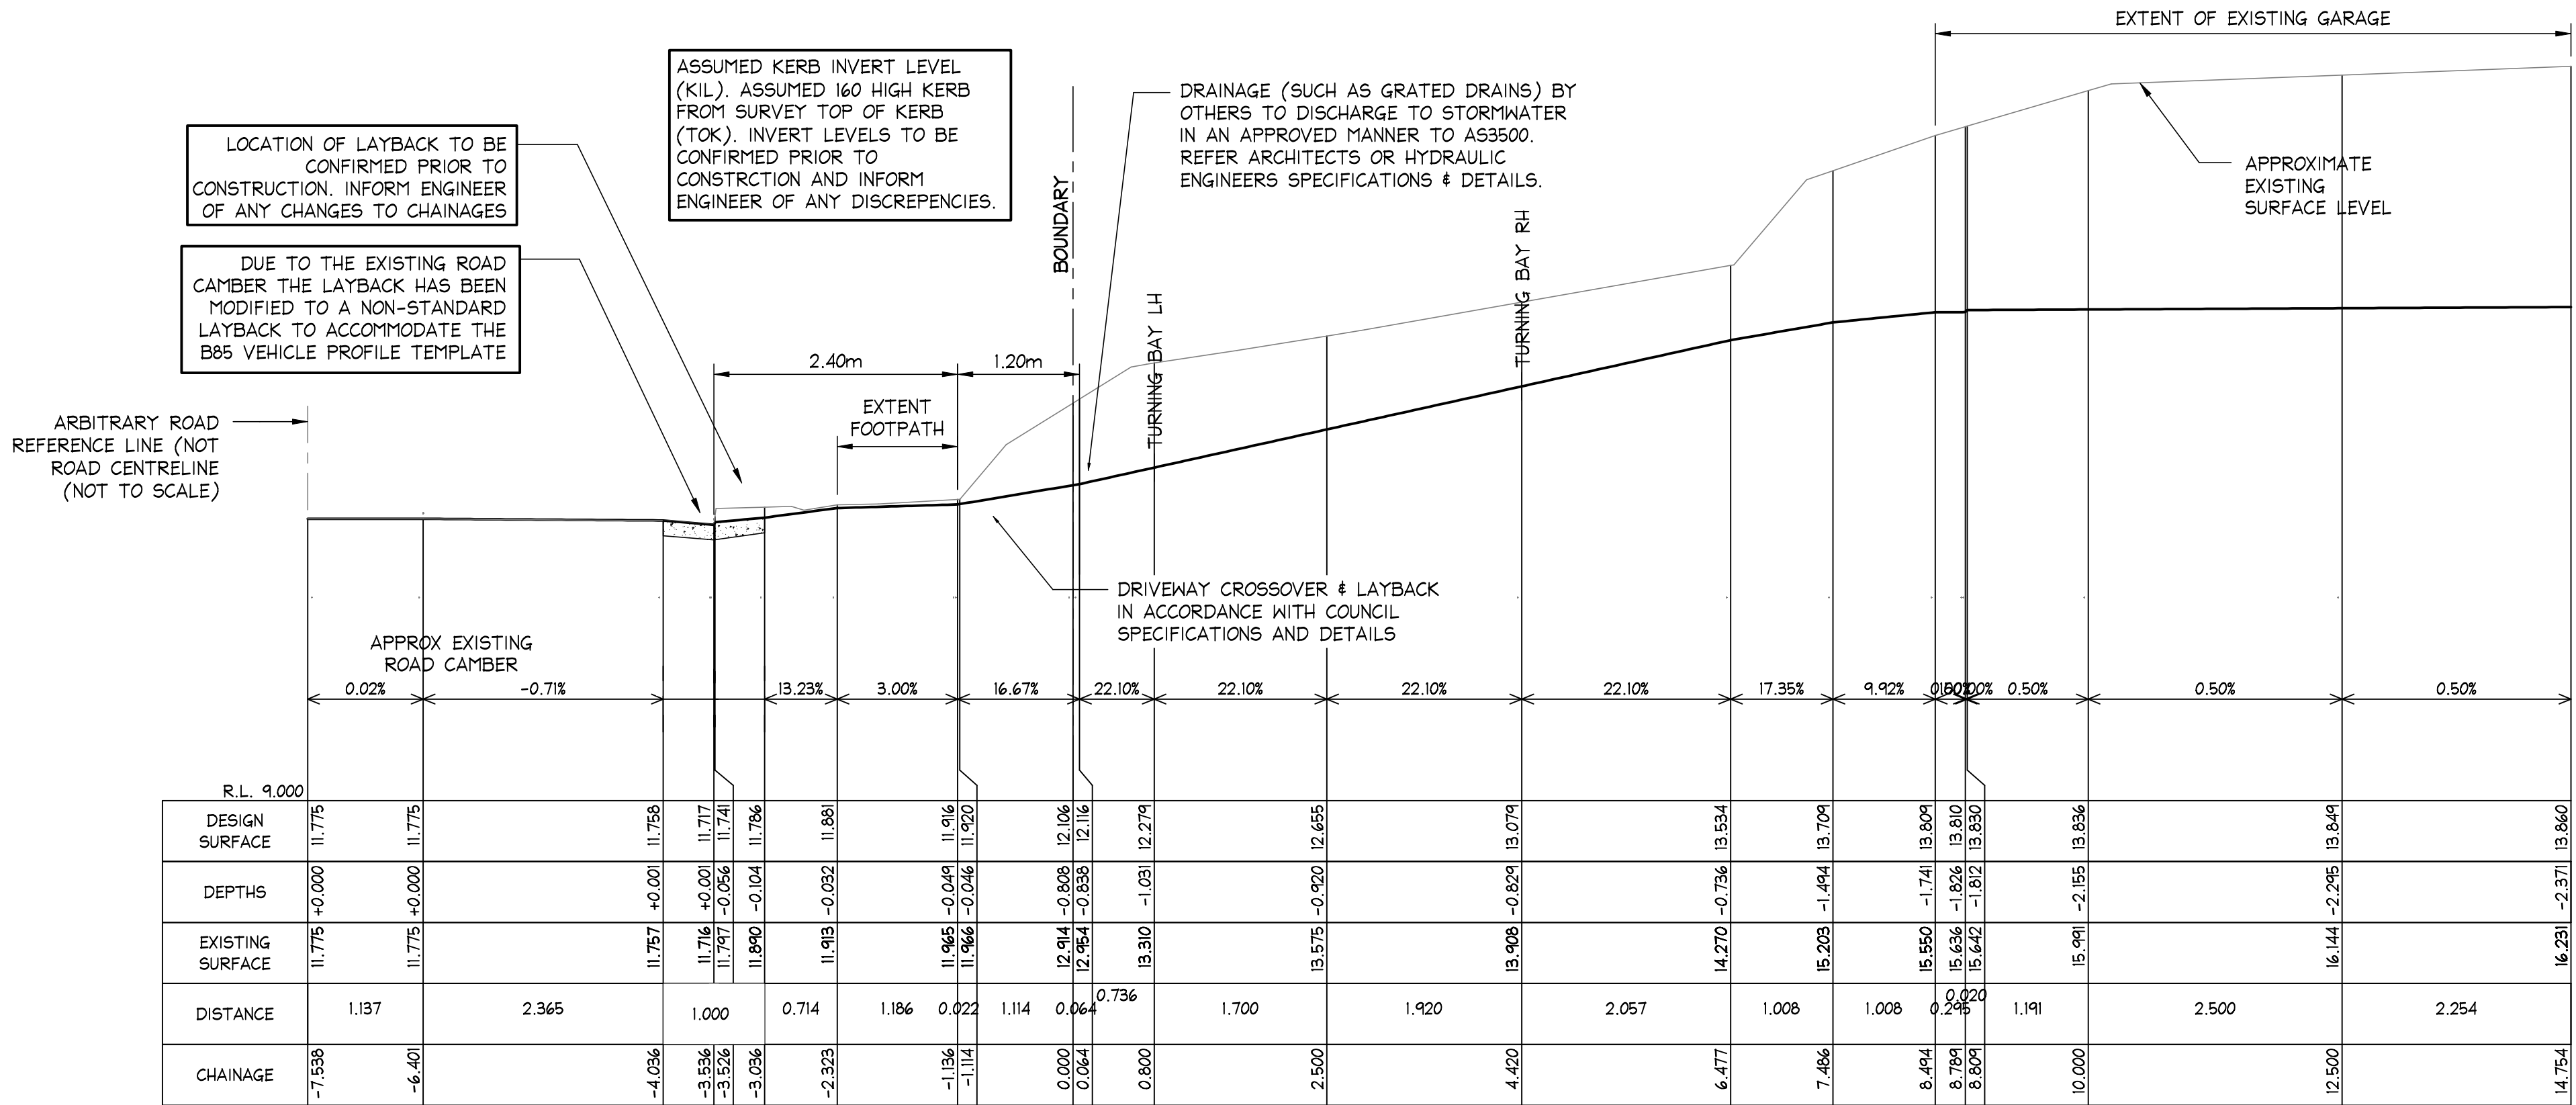 EXTENT OF EXISTING GARAGE
ASSUMED KERB INVERT LEVEL
(KIL). ASSUMED 160 HIGH KERB
FROM SURVEY TOP OF KERB
(TOK). INVERT LEVELS TO BE
CONFIRMED PRIOR TO
CONSTRCTION AND INFORM
ENGINEER OF ANY DISCREPENCIES.
DRAINAGE (SUCH AS GRATED DRAINS) BY
OTHERS TO DISCHARGE TO STORMWATER
IN AN APPROVED MANNER TO AS3500.
REFER ARCHITECTS OR HYDRAULIC
ENGINEERS SPECIFICATIONS & DETAILS.
LOCATION OF LAYBACK TO BE
CONFIRMED PRIOR TO
CONSTRUCTION. INFORM ENGINEER
OF ANY CHANGES TO CHAINAGES
APPROXIMATE
EXISTING
SURFACE LEVEL
BOUNDARY
TURNING BAY RH
DUE TO THE EXISTING ROAD
CAMBER THE LAYBACK HAS BEEN
MODIFIED TO A NON-STANDARD
LAYBACK TO ACCOMMODATE THE
B85 VEHICLE PROFILE TEMPLATE
TURNING BAY LH
2.40m 1.20m
EXTENT
FOOTPATH
ARBITRARY ROAD
REFERENCE LINE (NOT
ROAD CENTRELINE
(NOT TO SCALE)
DRIVEWAY CROSSOVER & LAYBACK
IN ACCORDANCE WITH COUNCIL
SPECIFICATIONS AND DETAILS
APPROX EXISTING
ROAD CAMBER
0.02% -0.71% 13.23% 3.00% 16.67% 22.10% 22.10% 22.10% 22.10% 17.35% 9.92% 0.50% 0.50% 0.50%
R.L. 9.000
DESIGN
SURFACE
11.775 11.775 11.758 11.717 11.741 11.786 11.881 11.916 11.920 12.106 12.116 12.279 12.655 13.079 13.534 13.709 13.809 13.810 13.830 13.836 13.849 13.860
DEPTHS
+0.000 +0.000 +0.001 +0.001 -0.056 -0.104 -0.032 -0.049 -0.046 -0.808 -0.838 -1.031 -0.920 -0.829 -0.736 -1.494 -1.741 -1.826 -1.812 -2.155 -2.295 -2.371
EXISTING
SURFACE
11.775 11.775 11.757 11.716 11.797 11.890 11.913 11.965 11.966 12.914 12.954 13.310 13.575 13.908 14.270 15.203 15.550 15.636 15.642 15.991 16.144 16.231
DISTANCE
1.137 2.365 1.000 0.714 1.186 0.022 1.114 0.064 0.736 1.700 1.920 2.057 1.008 1.008 0.295 0.020 1.191 2.500 2.254
CHAINAGE
-7.538 -6.401 -4.036 -3.536 -3.526 -3.036 -2.323 -1.136 -1.114 0.000 0.064 0.800 2.500 4.420 6.477 7.486 8.494 8.789 8.809 10.000 12.500 14.754